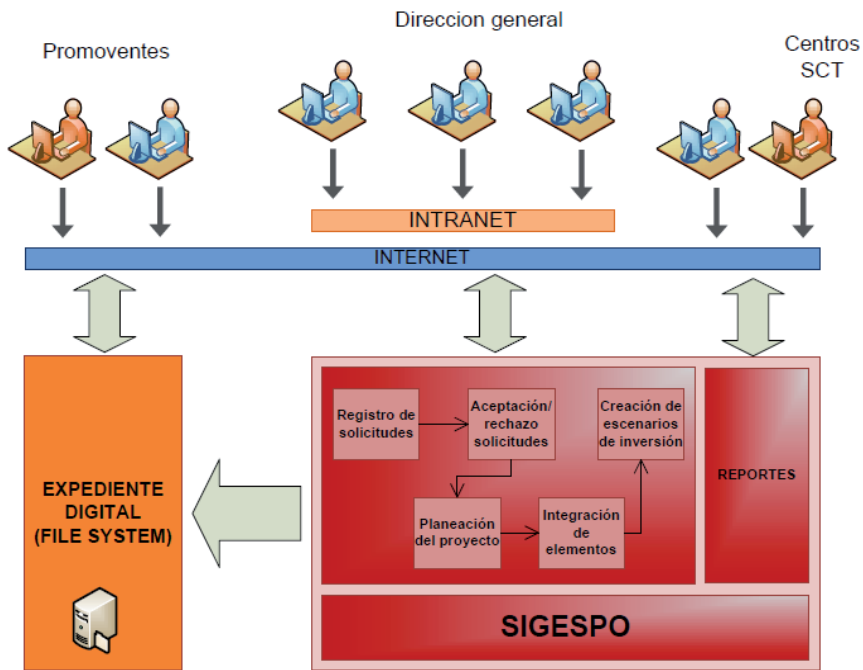 Direccion general
Promoventes
Centros
SCT
INTRANET
INTERNET
Registro de
solicitudes
Aceptación/
rechazo
solicitudes
Creación de
escenarios
de inversión
Planeación
del proyecto
Integración
de
elementos
REPORTES
EXPEDIENTE
DIGITAL
(FILE SYSTEM)
SIGESPO